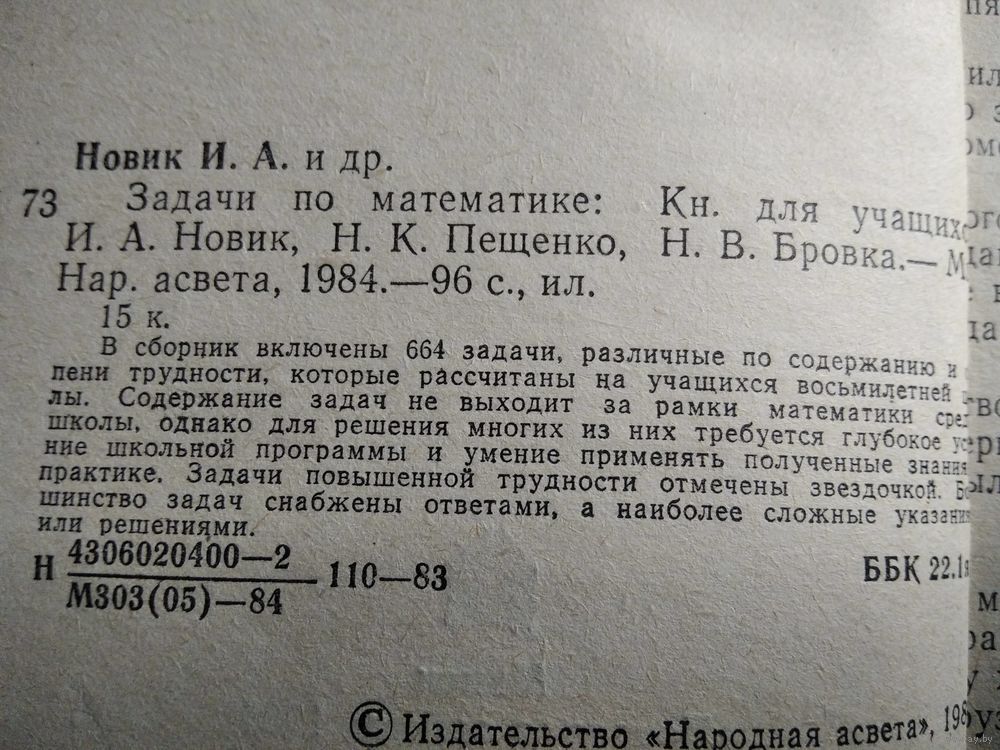 Новик И. А. и др.
73 Задачи по математике: Кн. для
И. А. Новик, Н. К. Пещенко, Н. В. Бровка.—
Нар. асвета, 1984.—96 с., ил.
15 к.
В сборник включены 664 задачи, различные по содержанию и
пени трудности, которые рассчитаны на учащихся восьмилетней
лы. Содержание задач не выходит за рамки математики
школы, однако для решения многих из них требуется глубокое
ние школьной программы и умение применять полученные знания
практике. Задачи повышенной трудности отмечены звездочкой.
шинство задач снабжены ответами, а наиболее сложные
или решениями.
Н 4306020400—2 110—83
М303(05)—84
ББК 22.1
© Издательство «Народная асвета»,